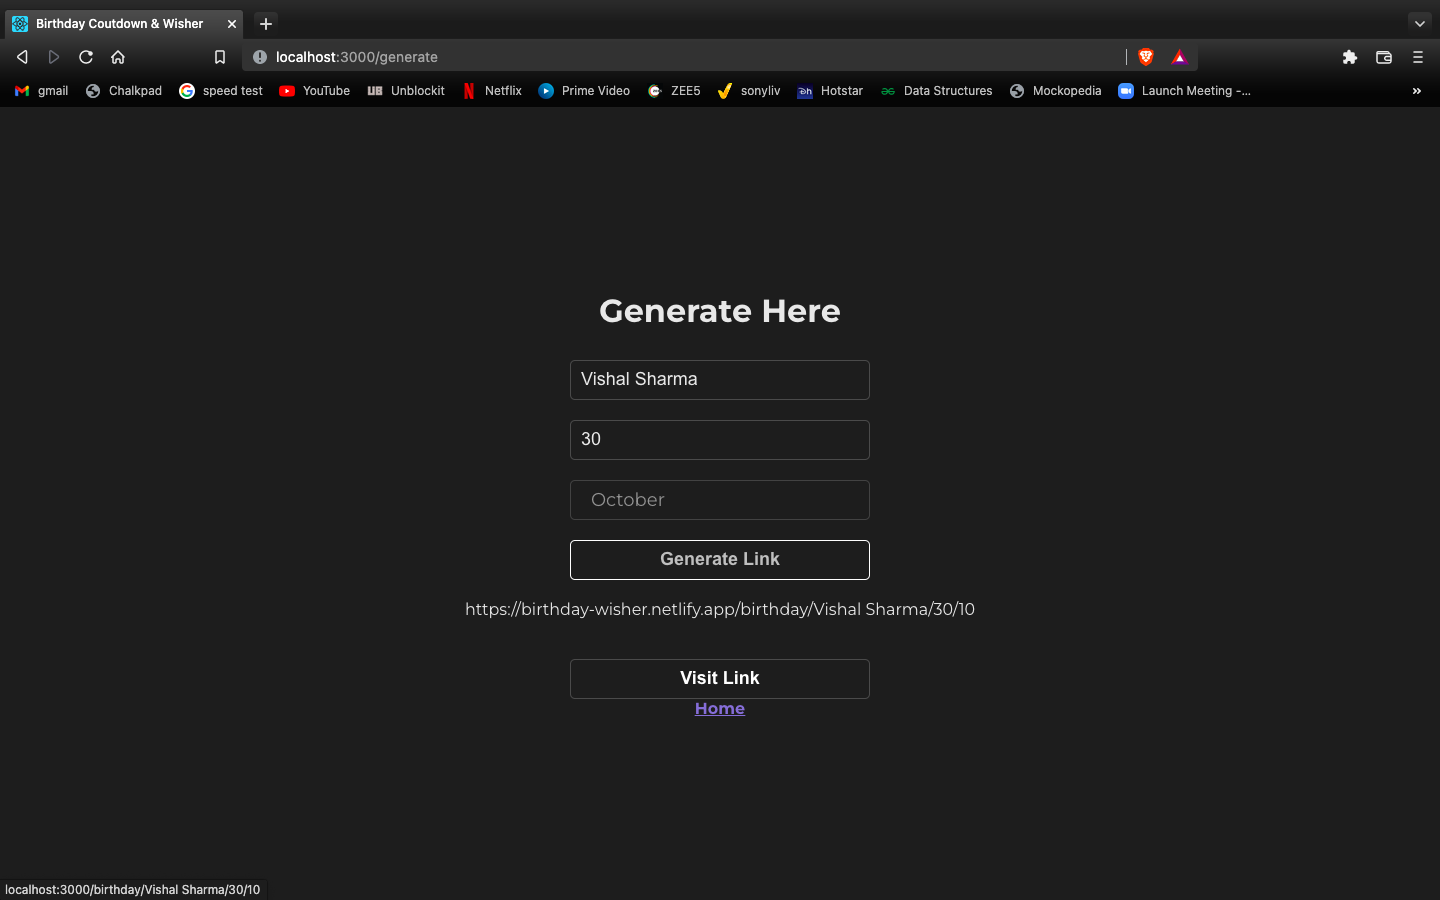 Birthday Coutdown & Wisher
localhost:3000/generate
gmail Chalkpad speed test YouTube UB Unblockit Netflix Prime Video ZEE5 sonyliv Dh Hotstar Data Structures Mockopedia Launch Meeting -...
Generate Here
Vishal Sharma
30
October
Generate Link
https://birthday-wisher.netlify.app/birthday/Vishal Sharma/30/10
Visit Link
Home
localhost:3000/birthday/Vishal Sharma/30/10